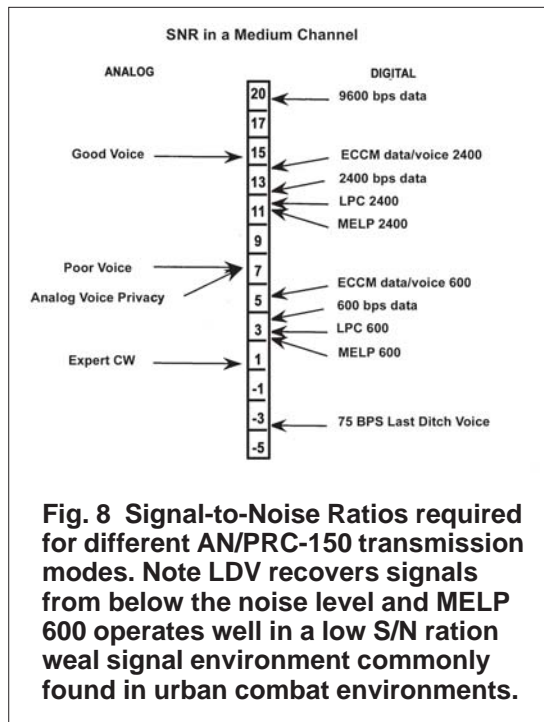 SNR in a Medium Channel
ANALOG
DIGITAL
20
9600 bps data
17
Good Voice
15
ECCM data/voice 2400
13
2400 bps data
LPC 2400
11
MELP 2400
9
Poor Voice
7
Analog Voice Privacy
ECCM data/voice 600
5
600 bps data
3
LPC 600
MELP 600
Expert CW
1
-1
-3
75 BPS Last Ditch Voice
-5
Fig. 8 Signal-to-Noise Ratios required
for different AN/PRC-150 transmission
modes. Note LDV recovers signals
from below the noise level and MELP
600 operates well in a low S/N ration
weal signal environment commonly
found in urban combat environments.